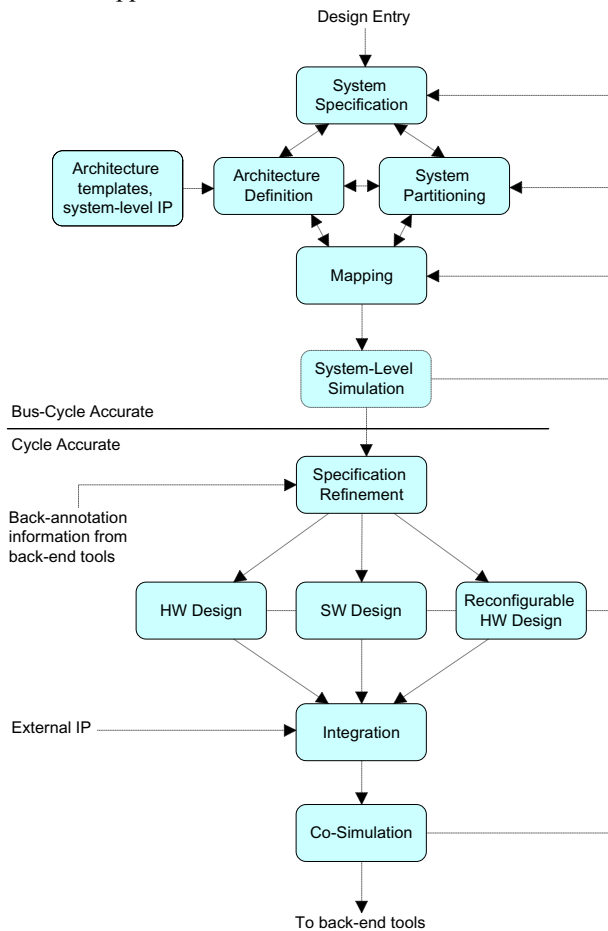 Design Entry
System
Specification
Architecture
templates,
system-level IP
Architecture
Definition
System
Partitioning
Mapping
System-Level
Simulation
Bus-Cycle Accurate
Cycle Accurate
Specification
Refinement
Back-annotation
information from
back-end tools
HW Design
SW Design
Reconfigurable
HW Design
External IP
Integration
Co-Simulation
To back-end tools